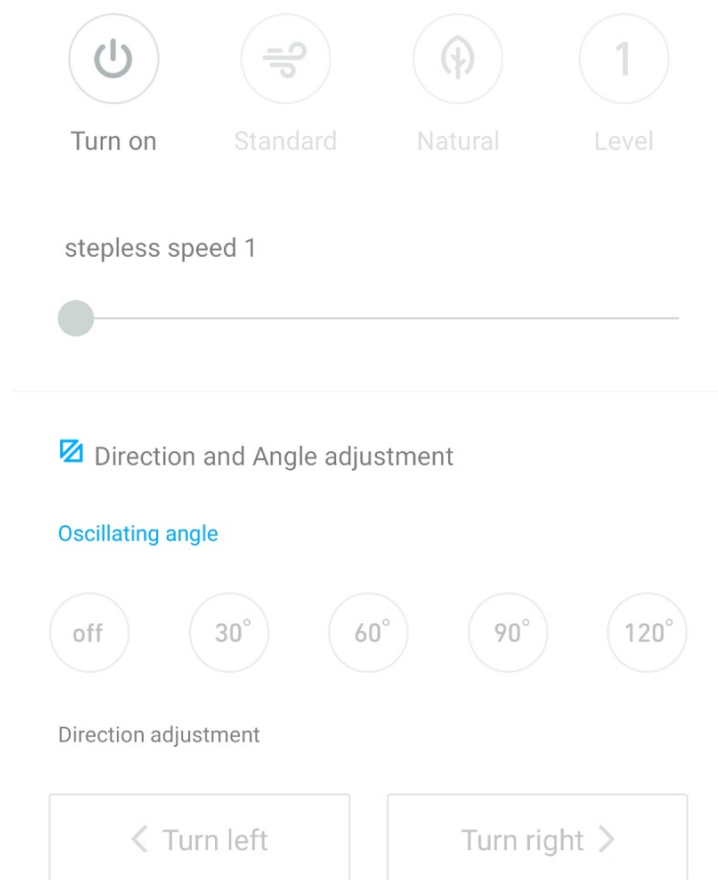 1
Turn on Standard Natural Level
stepless speed 1
Direction and Angle adjustment
Oscillating angle
off 30° 60° 90° 120°
Direction adjustment
Turn left Turn right